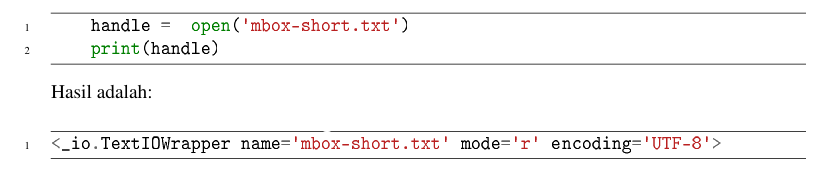 1 handle = open('mbox-short.txt')
2 print(handle)
Hasil adalah:
1 <_io.TextIOWrapper name='mbox-short.txt' mode='r' encoding='UTF-8'>